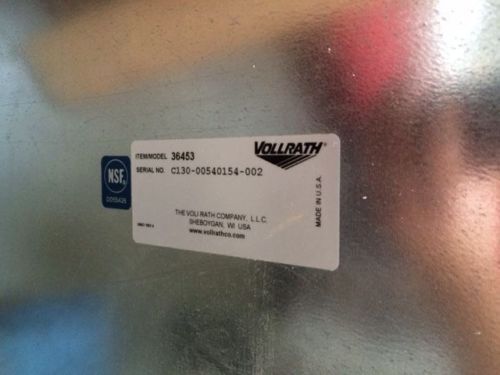 ITEM/MODEL 36453
VOLLRATH
SERIAL NO. C130-00540154-002
NSF
THE VOLLRATH COMPANY, L.L.C.
SHEBOYGAN, WI USA
www.vollrathco.com
MADE IN U.S.A.